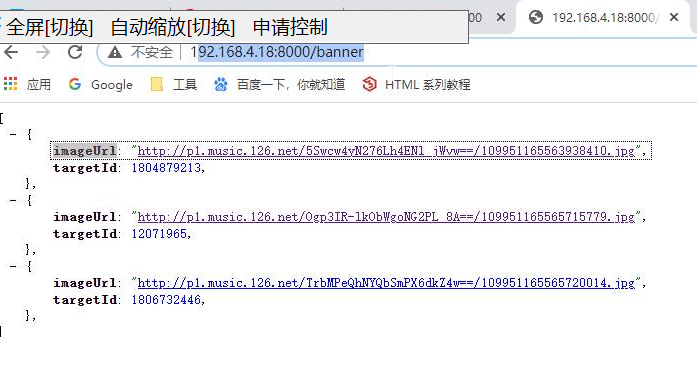 全屏[切换] 自动缩放[切换] 申请控制
000 × 192.168.4.18:8000/ ×
不安全 | 192.168.4.18:8000/banner
应用 Google 工具 百度一下，你就知道 HTML 系列教程
[
- {
imageUrl: "http://p1.music.126.net/5Swcw4vN276Lh4ENl_jWvw==/109951165563938410.jpg",
targetId: 1804879213,
},
- {
imageUrl: "http://p1.music.126.net/Ogp3IR-lkObWgoNG2PL_8A==/109951165565715779.jpg",
targetId: 12071965,
},
- {
imageUrl: "http://p1.music.126.net/TrbMPeQhNYQbSmPX6dkZ4w==/109951165565720014.jpg",
targetId: 1806732446,
},
]